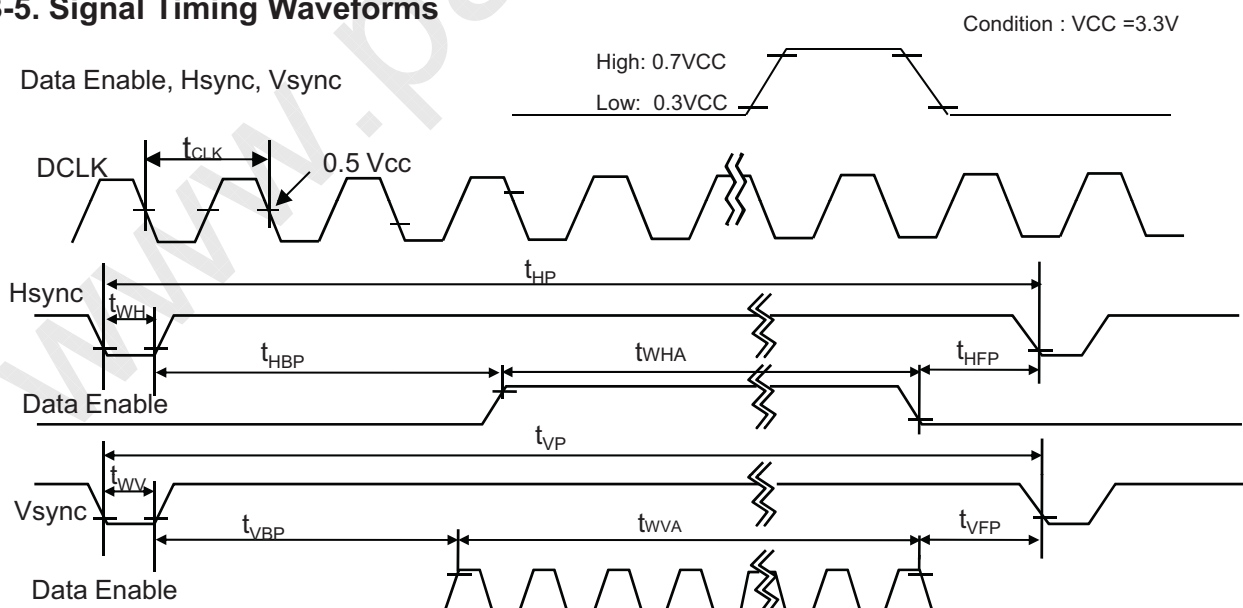 -5. Signal Timing Waveforms
Condition : VCC =3.3V
Data Enable, Hsync, Vsync
High: 0.7VCC
Low: 0.3VCC
DCLK
tCLK
0.5 Vcc
tHP
Hsync
tWH
tHBP
tWHA
tHFP
Data Enable
tVP
tWV
Vsync
tVBP
tWVA
tVFP
Data Enable
www.p